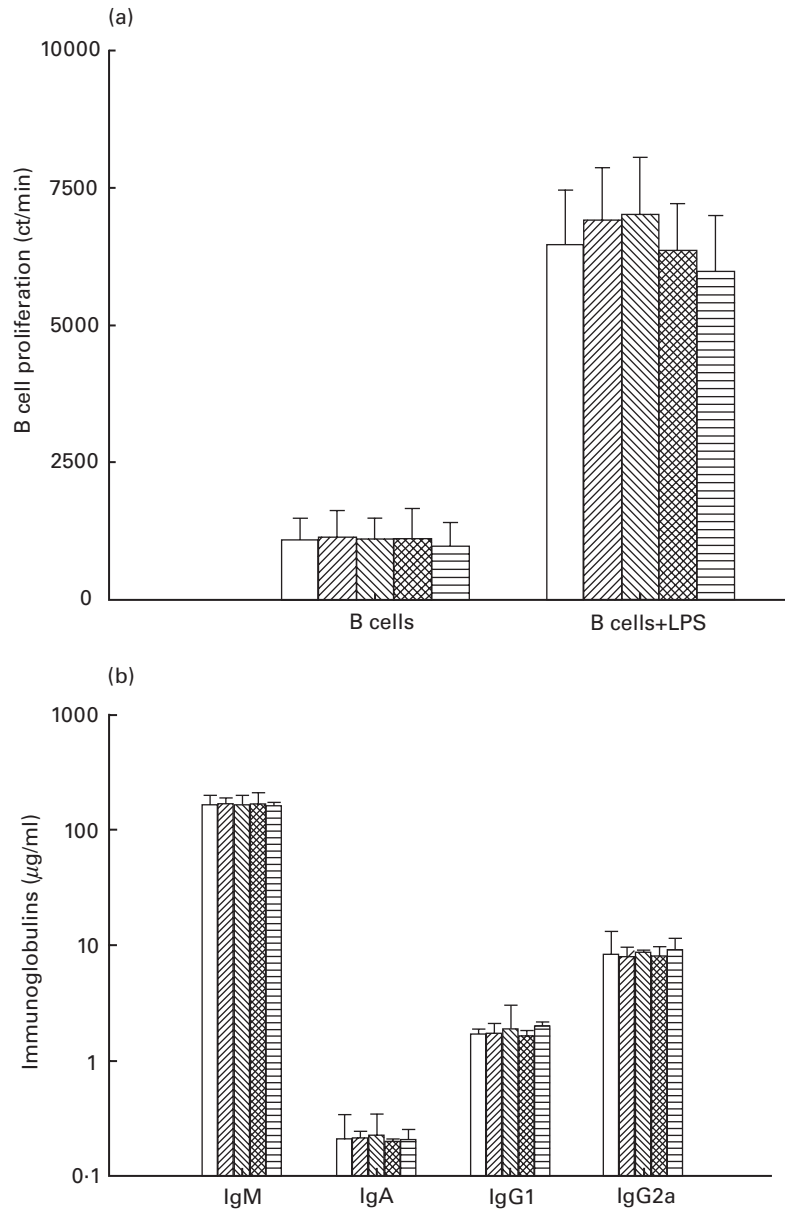 (a)
10000
7500
5000
2500
0
B cell proliferation (ct/min)
B cells
B cells+LPS
(b)
1000
100
10
1
0·1
Immunoglobulins (µg/ml)
IgM
IgA
IgG1
IgG2a